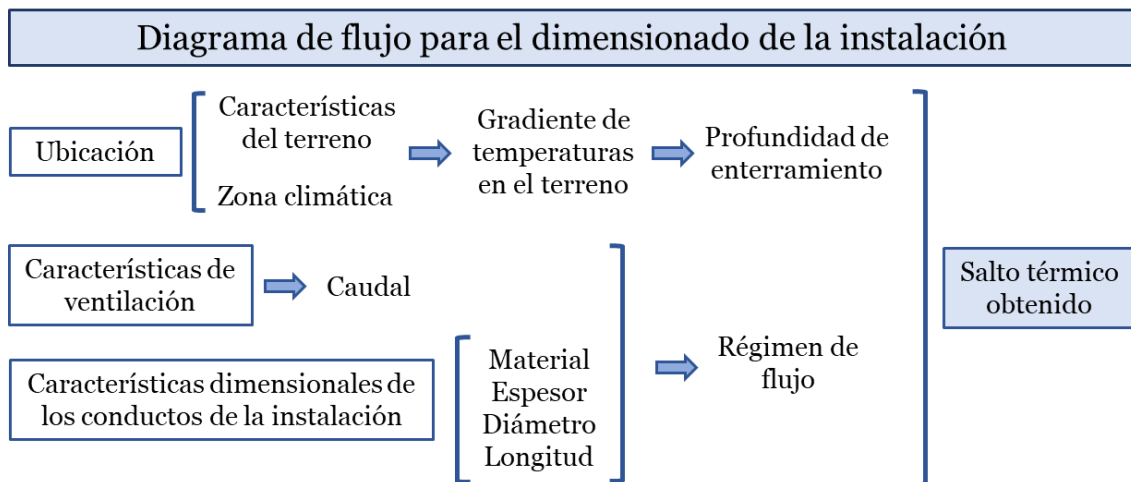 Diagrama de flujo para el dimensionado de la instalación
Ubicación
Características
del terreno
Zona climática
Gradiente de
temperaturas
en el terreno
Profundidad de
enterramiento
Características de
ventilación
Caudal
Características dimensionales de
los conductos de la instalación
Material
Espesor
Diámetro
Longitud
Régimen de
flujo
Salto térmico
obtenido